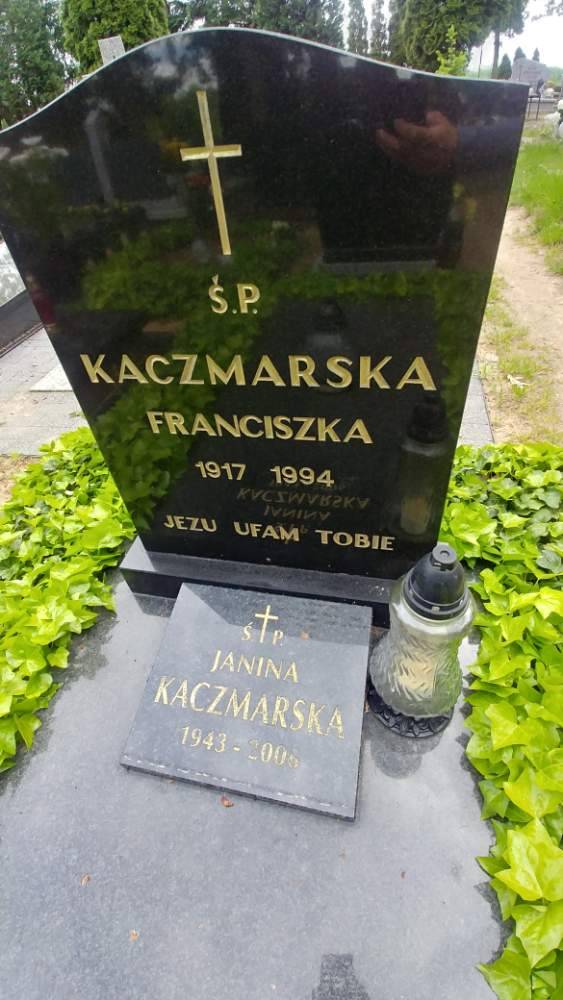 Ś.P.
KACZMARSKA
FRANCISZKA
1917 1994
JEZU UFAM TOBIE
Ś P.
JANINA
KACZMARSKA
1943 - 2006